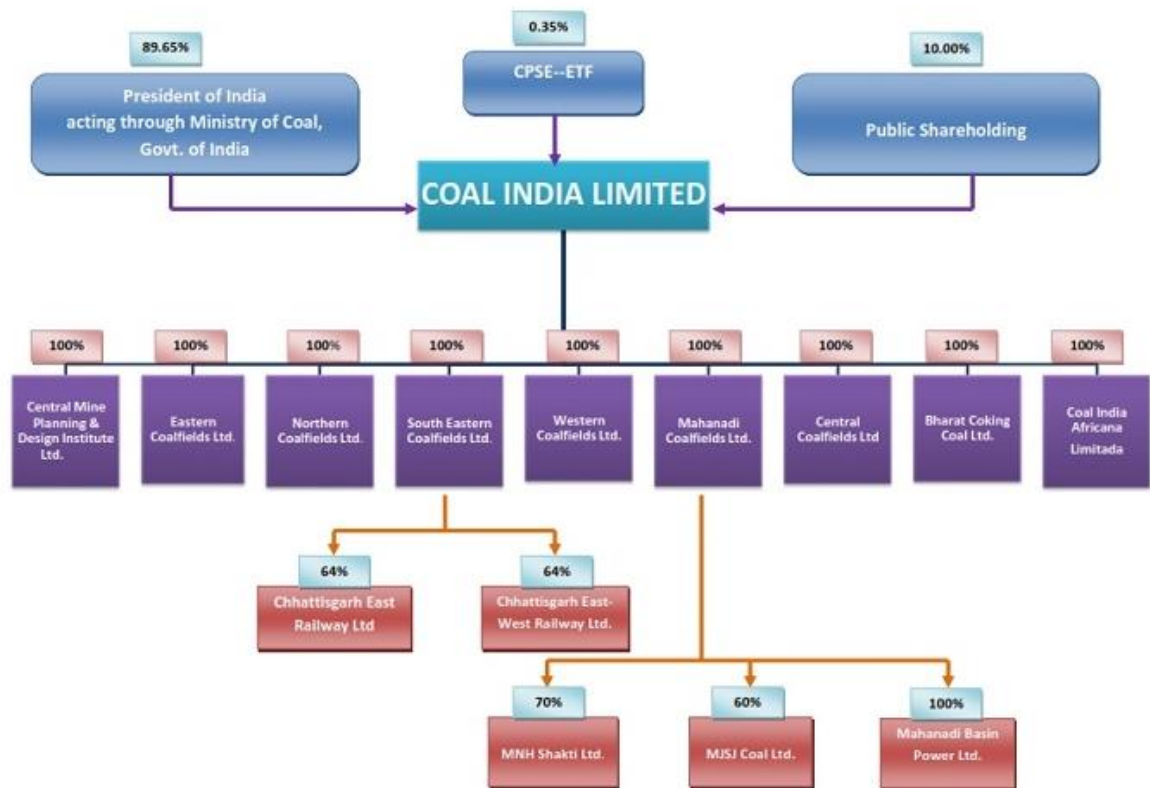 89.65%
0.35%
10.00%
President of India
acting through Ministry of Coal,
Govt. of India
CPSE--ETF
Public Shareholding
COAL INDIA LIMITED
100%
100%
100%
100%
100%
100%
100%
100%
100%
Central Mine
Planning &
Design Institute
Ltd.
Eastern
Coalfields Ltd.
Northern
Coalfields Ltd.
South Eastern
Coalfields Ltd.
Western
Coalfields Ltd.
Mahanadi
Coalfields Ltd.
Central
Coalfields Ltd
Bharat Coking
Coal Ltd.
Coal India
Africana
Limitada
64%
64%
Chhattisgarh East
Railway Ltd
Chhattisgarh East-
West Railway Ltd.
70%
60%
100%
MNH Shakti Ltd.
MJSJ Coal Ltd.
Mahanadi Basin
Power Ltd.